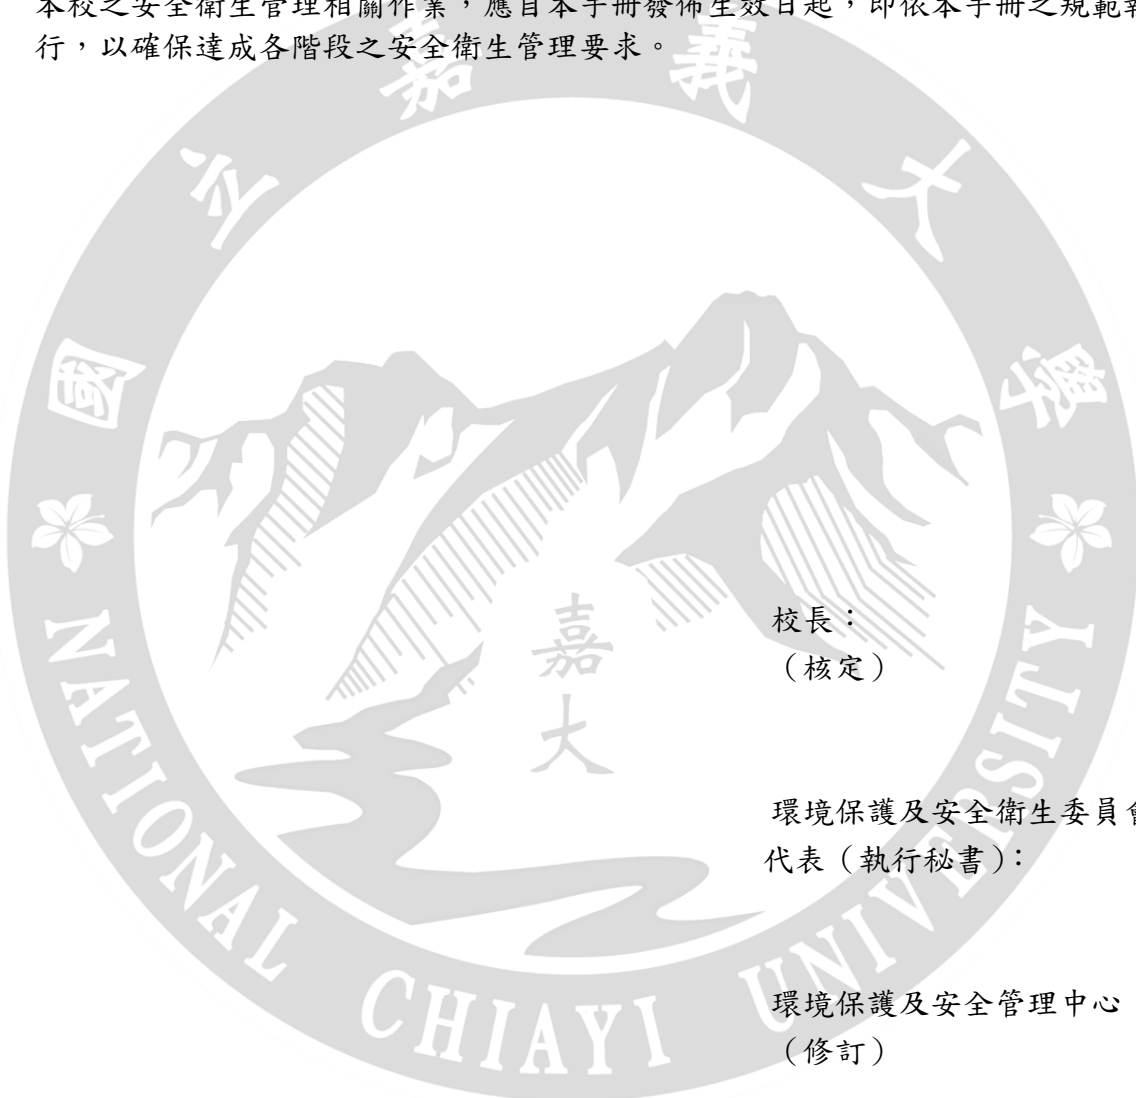 本校之安全衛生管理相關作業，應自本手冊發佈生效日起，即依本手冊之規範執
行，以確保達成各階段之安全衛生管理要求。
國立嘉義大學
嘉大
校長：
（核定）
環境保護及安全衛生委員會
代表（執行秘書）：
環境保護及安全管理中心
（修訂）
NATIONAL CHIAYI UNIVERSITY